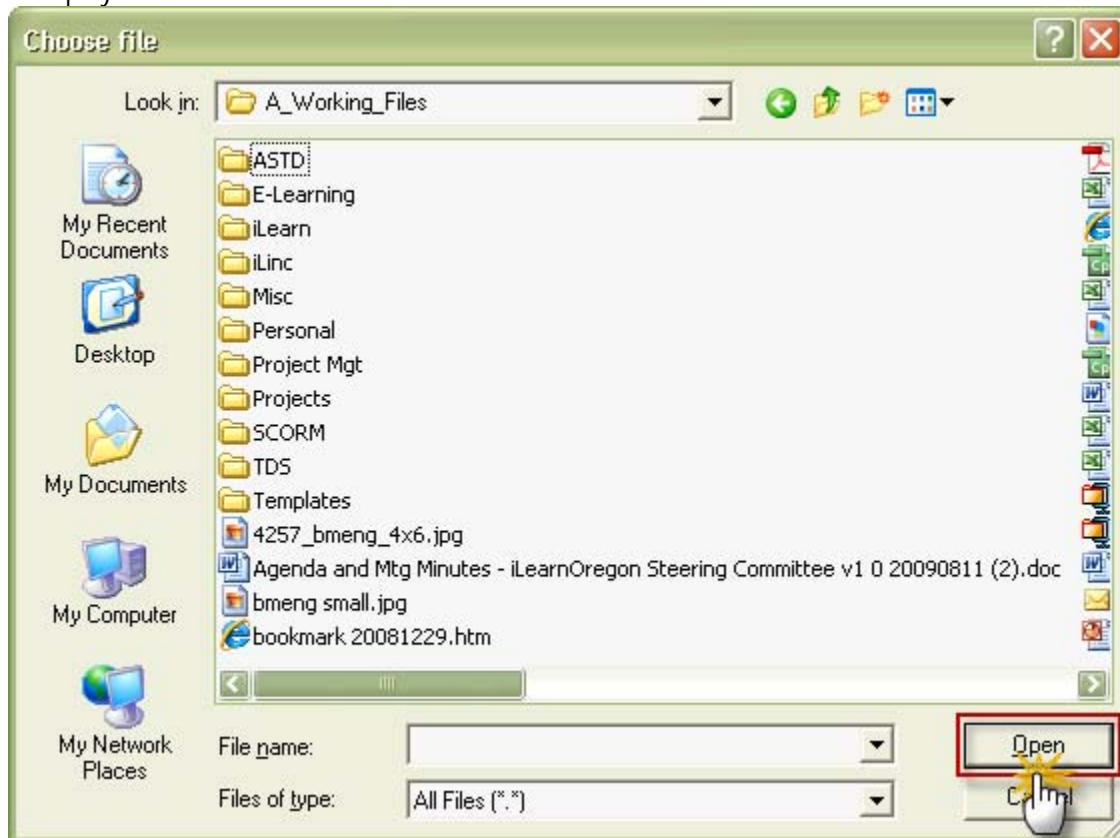 Choose file
Look in:
A_Working_Files
My Recent
Documents
Desktop
My Documents
My Computer
My Network
Places
ASTD
E-Learning
iLearn
iLinc
Misc
Personal
Project Mgt
Projects
SCORM
TDS
Templates
4257_bmeng_4x6.jpg
Agenda and Mtg Minutes - iLearnOregon Steering Committee v1 0 20090811 (2).doc
bmeng small.jpg
bookmark 20081229.htm
File name:
Open
Files of type:
All Files (*.*)